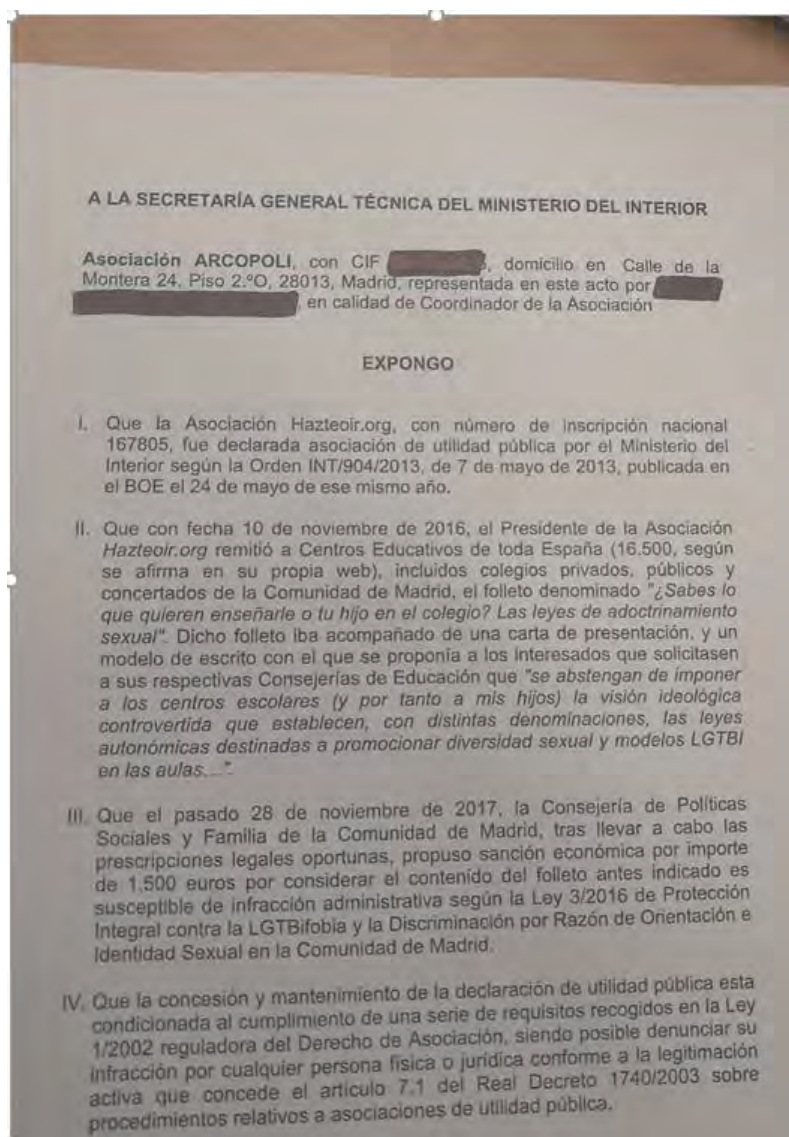 A LA SECRETARÍA GENERAL TÉCNICA DEL MINISTERIO DEL INTERIOR
Asociación ARCOPOLI, con CIF , domicilio en Calle de la
Montera 24, Piso 2.ºO, 28013, Madrid, representada en este acto por
, en calidad de Coordinador de la Asociación
EXPONGO
I. Que la Asociación Hazteoir.org, con número de inscripción nacional
167805, fue declarada asociación de utilidad pública por el Ministerio del
Interior según la Orden INT/904/2013, de 7 de mayo de 2013, publicada en
el BOE el 24 de mayo de ese mismo año.
II. Que con fecha 10 de noviembre de 2016, el Presidente de la Asociación
Hazteoir.org remitió a Centros Educativos de toda España (16.500, según
se afirma en su propia web), incluidos colegios privados, públicos y
concertados de la Comunidad de Madrid, el folleto denominado "¿Sabes lo
que quieren enseñarle o tu hijo en el colegio? Las leyes de adoctrinamiento
sexual". Dicho folleto iba acompañado de una carta de presentación, y un
modelo de escrito con el que se proponía a los interesados que solicitasen
a sus respectivas Consejerías de Educación que "se abstengan de imponer
a los centros escolares (y por tanto a mis hijos) la visión ideológica
controvertida que establecen, con distintas denominaciones, las leyes
autonómicas destinadas a promocionar diversidad sexual y modelos LGTBI
en las aulas...".
III. Que el pasado 28 de noviembre de 2017, la Consejería de Políticas
Sociales y Familia de la Comunidad de Madrid, tras llevar a cabo las
prescripciones legales oportunas, propuso sanción económica por importe
de 1.500 euros por considerar el contenido del folleto antes indicado es
susceptible de infracción administrativa según la Ley 3/2016 de Protección
Integral contra la LGTBifobia y la Discriminación por Razón de Orientación e
Identidad Sexual en la Comunidad de Madrid.
IV. Que la concesión y mantenimiento de la declaración de utilidad pública esta
condicionada al cumplimiento de una serie de requisitos recogidos en la Ley
1/2002 reguladora del Derecho de Asociación, siendo posible denunciar su
infracción por cualquier persona física o jurídica conforme a la legitimación
activa que concede el artículo 7.1 del Real Decreto 1740/2003 sobre
procedimientos relativos a asociaciones de utilidad pública.